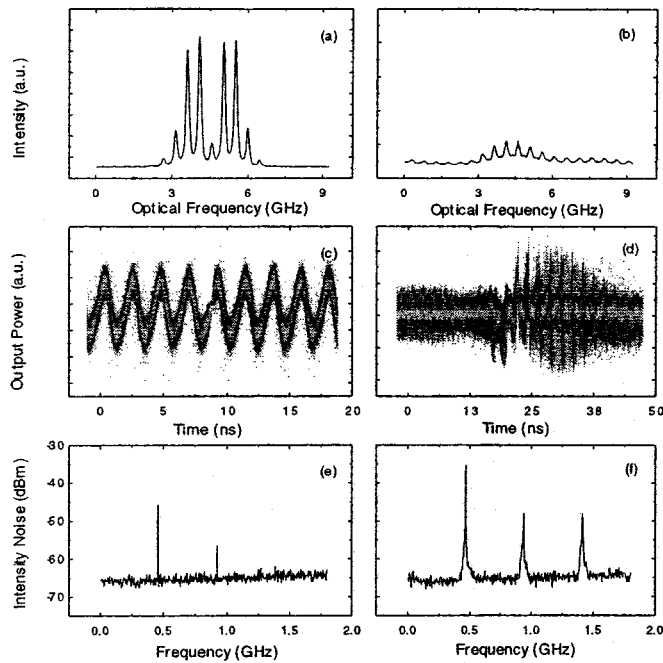 (a)
(b)
Intensity (a.u.)
0 3 6 9
0 3 6 9
Optical Frequency (GHz)
Optical Frequency (GHz)
(c)
(d)
Output Power (a.u.)
0 5 10 15 20
0 13 25 38 50
Time (ns)
Time (ns)
-30
-40
-50
-60
-70
(e)
(f)
Intensity Noise (dBm)
0.0 0.5 1.0 1.5 2.0
0.0 0.5 1.0 1.5 2.0
Frequency (GHz)
Frequency (GHz)